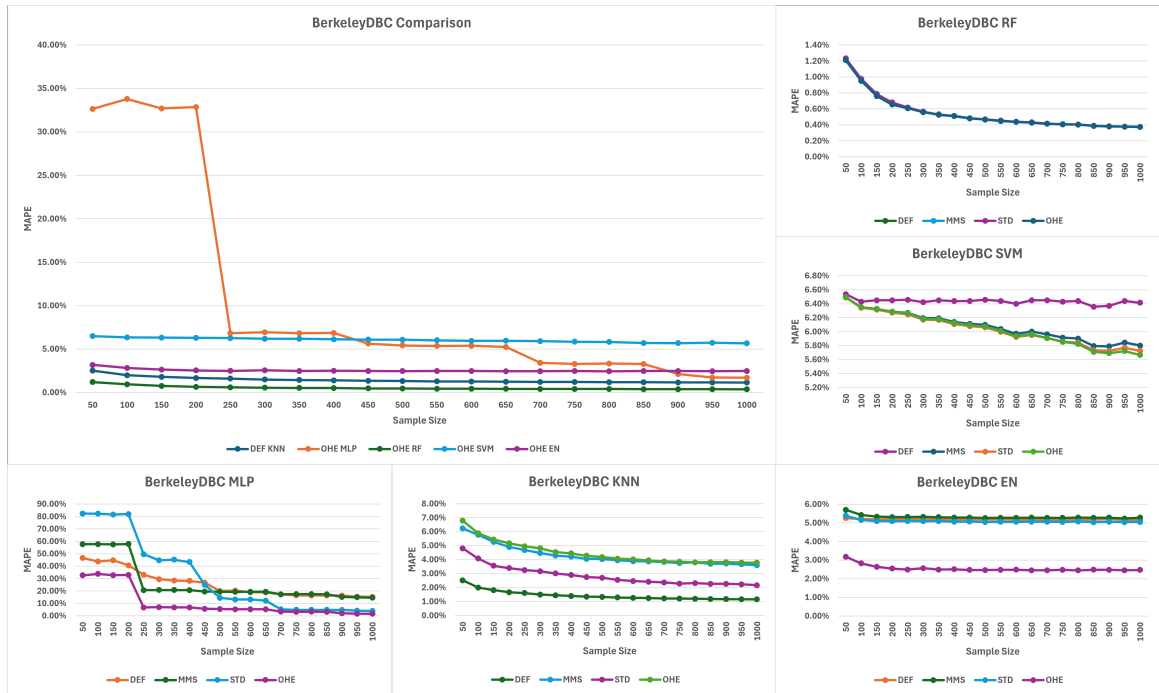 BerkeleyDBC Comparison
40.00%
35.00%
30.00%
25.00%
20.00%
15.00%
10.00%
5.00%
0.00%
MAPE
50 100 150 200 250 300 350 400 450 500 550 600 650 700 750 800 850 900 950 1000
Sample Size
DEF KNN OHE MLP OHE RF OHE SVM OHE EN
BerkeleyDBC RF
1.40%
1.20%
1.00%
0.80%
0.60%
0.40%
0.20%
0.00%
MAPE
50 100 150 200 250 300 350 400 450 500 550 600 650 700 750 800 850 900 950 1000
Sample Size
DEF MMS STD OHE
BerkeleyDBC SVM
6.80%
6.60%
6.40%
6.20%
6.00%
5.80%
5.60%
5.40%
5.20%
MAPE
50 100 150 200 250 300 350 400 450 500 550 600 650 700 750 800 850 900 950 1000
Sample Size
DEF MMS STD OHE
BerkeleyDBC MLP
90.00%
80.00%
70.00%
60.00%
50.00%
40.00%
30.00%
20.00%
10.00%
0.00%
MAPE
50 100 150 200 250 300 350 400 450 500 550 600 650 700 750 800 850 900 950 1000
Sample Size
DEF MMS STD OHE
BerkeleyDBC KNN
8.00%
7.00%
6.00%
5.00%
4.00%
3.00%
2.00%
1.00%
0.00%
MAPE
50 100 150 200 250 300 350 400 450 500 550 600 650 700 750 800 850 900 950 1000
Sample Size
DEF MMS STD OHE
BerkeleyDBC EN
6.00%
5.00%
4.00%
3.00%
2.00%
1.00%
0.00%
MAPE
50 100 150 200 250 300 350 400 450 500 550 600 650 700 750 800 850 900 950 1000
Sample Size
DEF MMS STD OHE